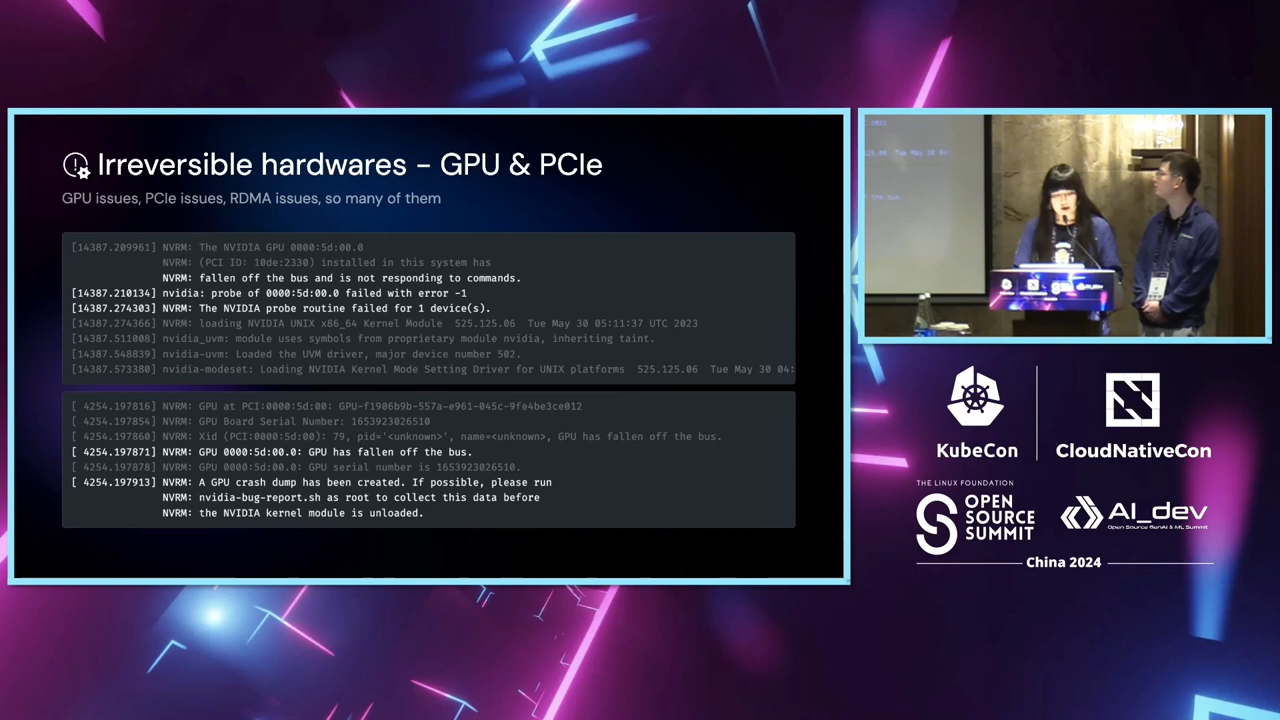 Irreversible hardwares - GPU & PCIe
GPU issues, PCIe issues, RDMA issues, so many of them
[14387.209961] NVRM: The NVIDIA GPU 0000:5d:00.0
NVRM: (PCI ID: 10de:2330) installed in this system has
NVRM: fallen off the bus and is not responding to commands.
[14387.210134] nvidia: probe of 0000:5d:00.0 failed with error -1
[14387.274303] NVRM: The NVIDIA probe routine failed for 1 device(s).
[14387.274366] NVRM: loading NVIDIA UNIX x86_64 Kernel Module  525.125.06  Tue May 30 05:11:37 UTC 2023
[14387.511008] nvidia_uvm: module uses symbols from proprietary module nvidia, inheriting taint.
[14387.548839] nvidia-uvm: Loaded the UVM driver, major device number 502.
[14387.573380] nvidia-modeset: Loading NVIDIA Kernel Mode Setting Driver for UNIX platforms  525.125.06  Tue May 30 04:
[ 4254.197816] NVRM: GPU at PCI:0000:5d:00: GPU-f1906b9b-557a-e961-045c-9fe4be3ce012
[ 4254.197854] NVRM: GPU Board Serial Number: 1653923026510
[ 4254.197860] NVRM: Xid (PCI:0000:5d:00): 79, pid='<unknown>', name=<unknown>, GPU has fallen off the bus.
[ 4254.197871] NVRM: GPU 0000:5d:00.0: GPU has fallen off the bus.
[ 4254.197878] NVRM: GPU 0000:5d:00.0: GPU serial number is 1653923026510.
[ 4254.197913] NVRM: A GPU crash dump has been created. If possible, please run
NVRM: nvidia-bug-report.sh as root to collect this data before
NVRM: the NVIDIA kernel module is unloaded.
KubeCon
CloudNativeCon
THE LINUX FOUNDATION
OPEN
SOURCE
SUMMIT
AI_dev
Open Source GenAI & ML Summit
China 2024